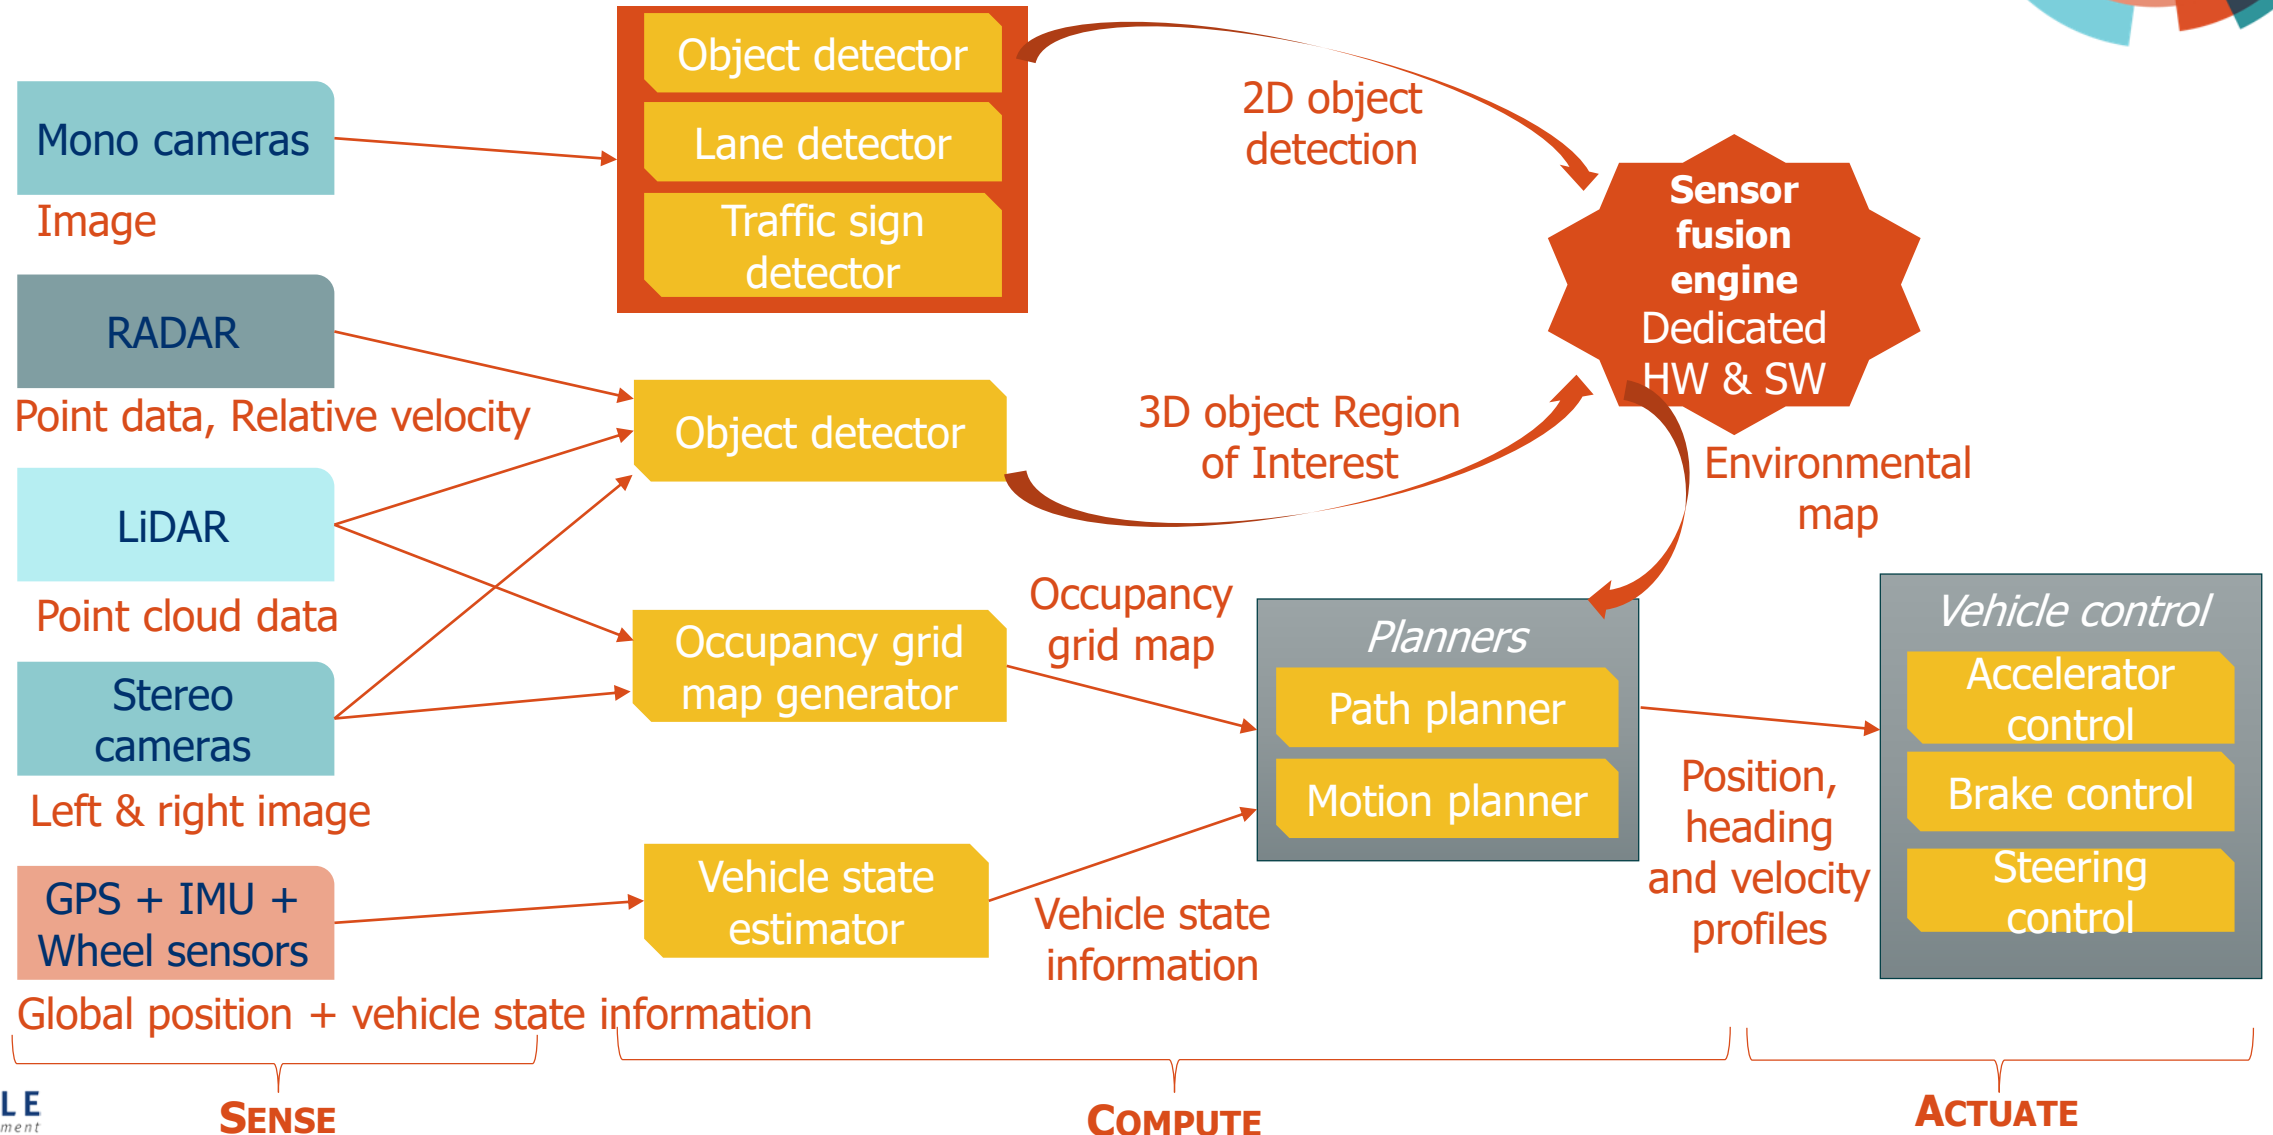 Object detector
Lane detector
Traffic sign
detector
Mono cameras
Image
2D object
detection
Sensor
fusion
engine
Dedicated
HW & SW
RADAR
Point data, Relative velocity
Object detector
3D object Region
of Interest
Environmental
map
LiDAR
Point cloud data
Occupancy grid
map generator
Occupancy
grid map
Stereo
cameras
Left & right image
Planners
Path planner
Motion planner
Vehicle control
Accelerator
control
Brake control
Steering
control
Position,
heading
and velocity
profiles
GPS + IMU +
Wheel sensors
Global position + vehicle state information
Vehicle state
estimator
Vehicle state
information
SENSE
COMPUTE
ACTUATE
LE
ment